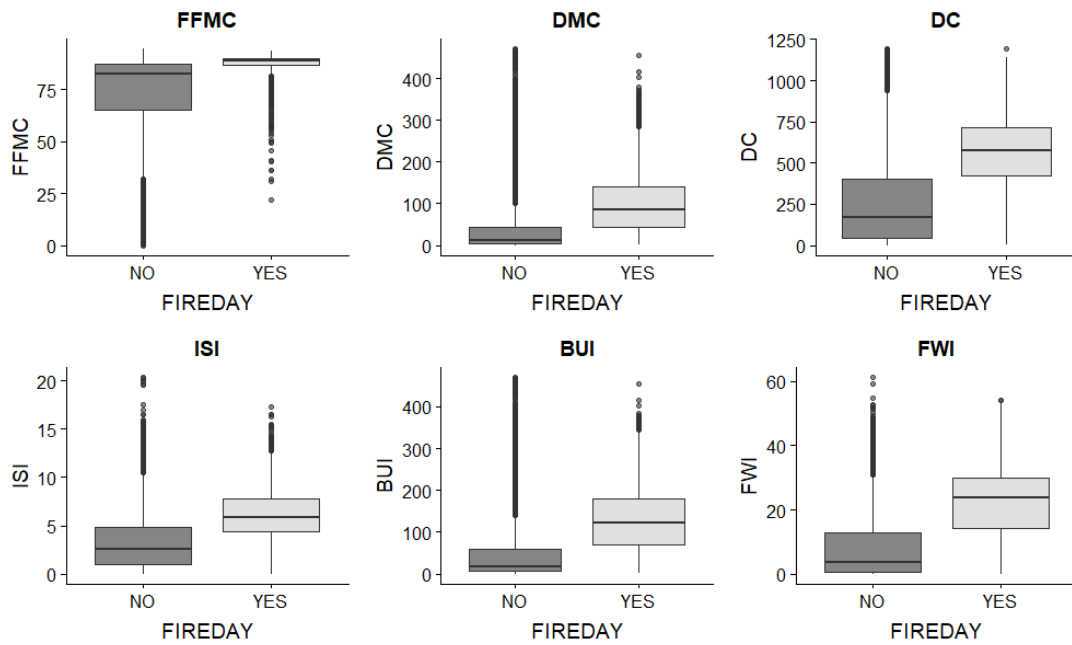 FFMC
FFMC
75
50
25
0
NO YES
FIREDAY
DMC
DMC
400
300
200
100
0
NO YES
FIREDAY
DC
DC
1250
1000
750
500
250
0
NO YES
FIREDAY
ISI
ISI
20
15
10
5
0
NO YES
FIREDAY
BUI
BUI
400
300
200
100
0
NO YES
FIREDAY
FWI
FWI
60
40
20
0
NO YES
FIREDAY